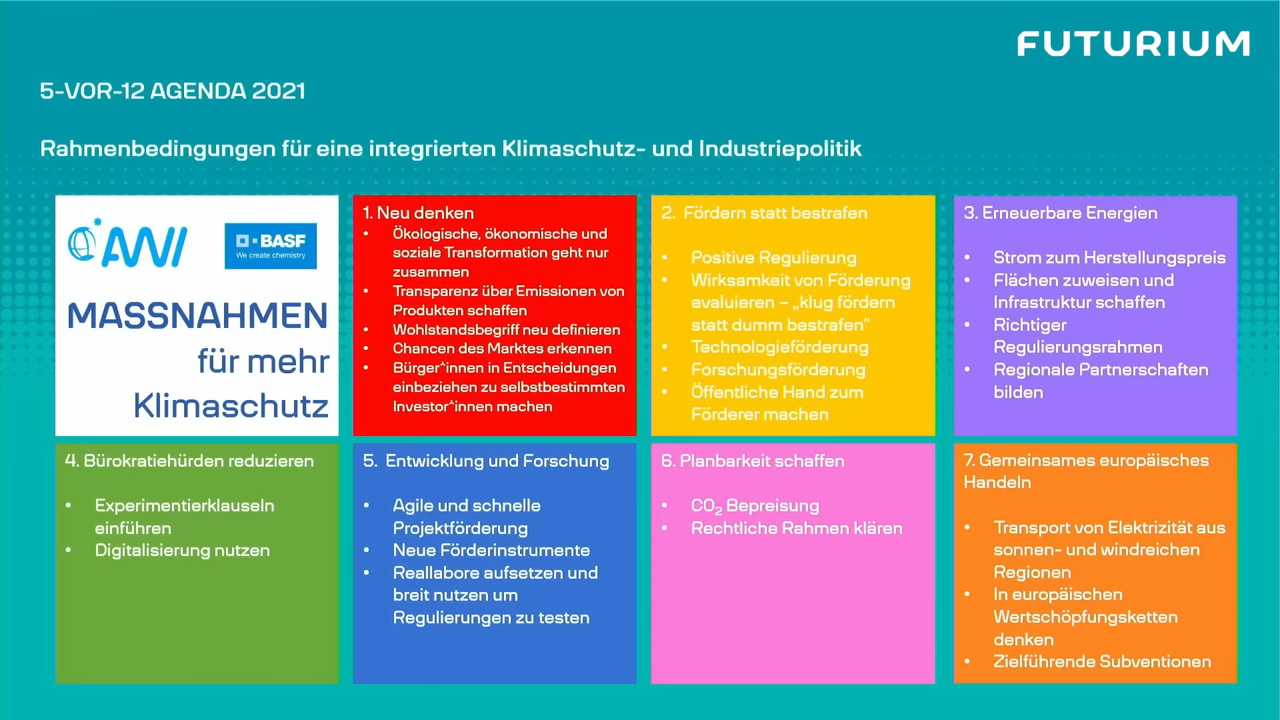 FUTURIUM
5-VOR-12 AGENDA 2021
Rahmenbedingungen für eine integrierten Klimaschutz- und Industriepolitik
AWI
BASF
We create chemistry
MASSNAHMEN
für mehr
Klimaschutz
1. Neu denken
• Ökologische, ökonomische und
soziale Transformation geht nur
zusammen
• Transparenz über Emissionen von
Produkten schaffen
• Wohlstandsbegriff neu definieren
• Chancen des Marktes erkennen
• Bürger*innen in Entscheidungen
einbeziehen zu selbstbestimmten
Investor*innen machen
2. Fördern statt bestrafen
• Positive Regulierung
• Wirksamkeit von Förderung
evaluieren – „klug fördern
statt dumm bestrafen“
• Technologieförderung
• Forschungsförderung
• Öffentliche Hand zum
Förderer machen
3. Erneuerbare Energien
• Strom zum Herstellungspreis
• Flächen zuweisen und
Infrastruktur schaffen
• Richtiger
Regulierungsrahmen
• Regionale Partnerschaften
bilden
4. Bürokratiehürden reduzieren
• Experimentierklauseln
einführen
• Digitalisierung nutzen
5. Entwicklung und Forschung
• Agile und schnelle
Projektförderung
• Neue Förderinstrumente
• Reallabore aufsetzen und
breit nutzen um
Regulierungen zu testen
6. Planbarkeit schaffen
• CO₂ Bepreisung
• Rechtliche Rahmen klären
7. Gemeinsames europäisches
Handeln
• Transport von Elektrizität aus
sonnen- und windreichen
Regionen
• In europäischen
Wertschöpfungsketten
denken
• Zielführende Subventionen